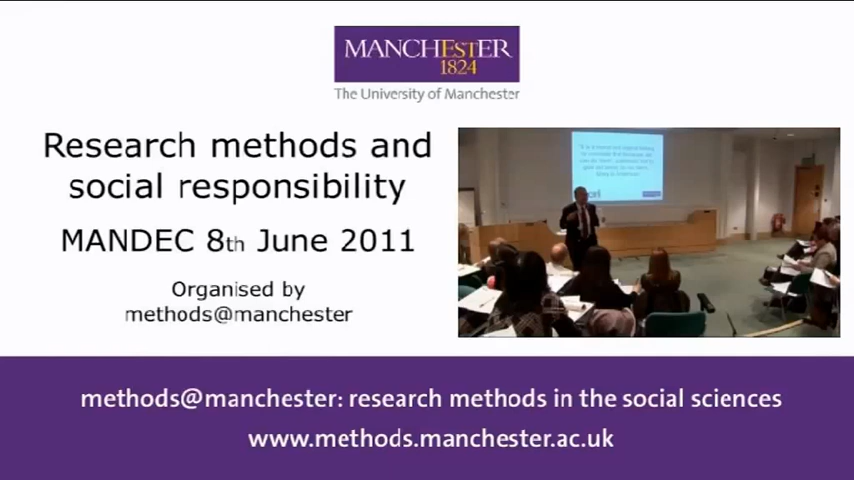 MANCHEStER
1824
The University of Manchester
Research methods and
social responsibility
MANDEC 8th June 2011
Organised by
methods@manchester
methods@manchester: research methods in the social sciences
www.methods.manchester.ac.uk